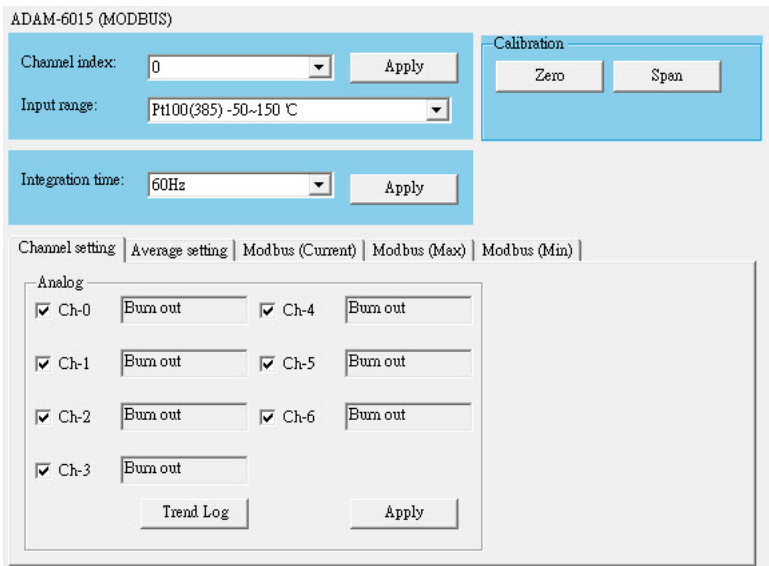 ADAM-6015 (MODBUS)
Channel index: 0 Apply
Input range: Pt100(385) -50~150 ℃
Calibration
Zero Span
Integration time: 60Hz Apply
Channel setting Average setting Modbus (Current) Modbus (Max) Modbus (Min)
Analog
Ch-0 Burn out Ch-4 Burn out
Ch-1 Burn out Ch-5 Burn out
Ch-2 Burn out Ch-6 Burn out
Ch-3 Burn out
Trend Log Apply